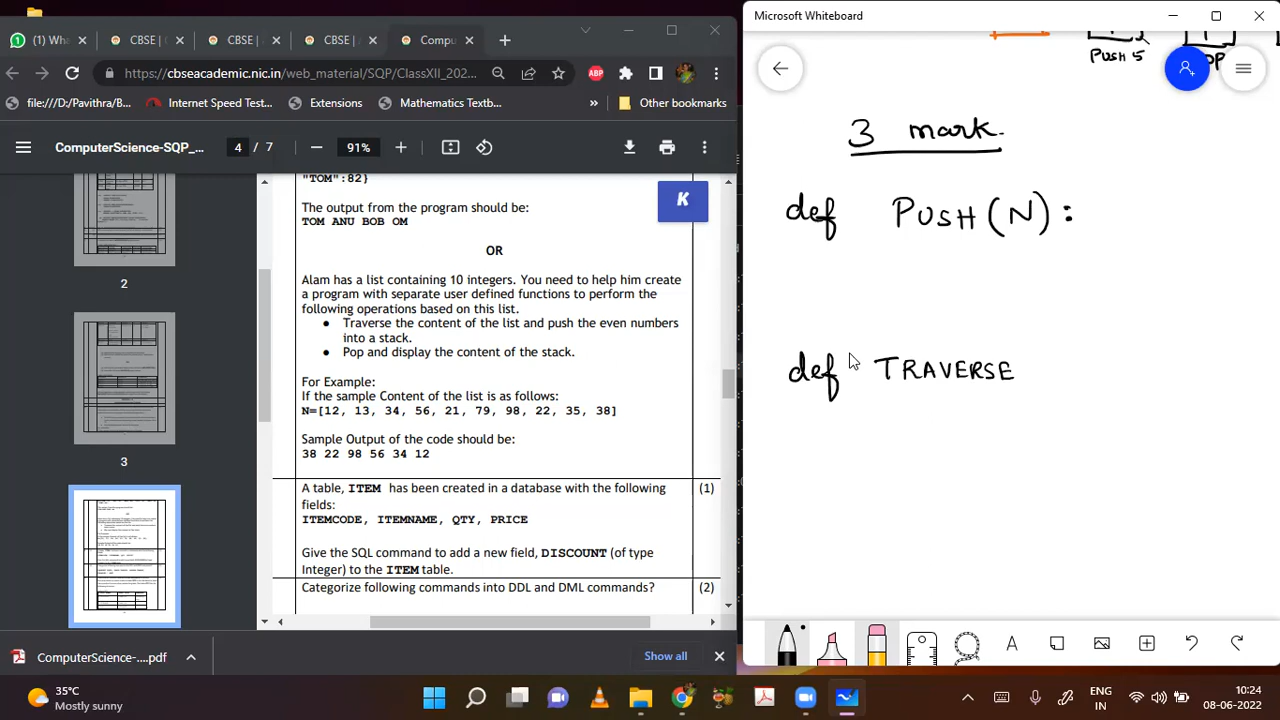 (1) Wha
CBSE I
CBSE I
CBSE I
Compu
https://cbseacademic.nic.in
ABP
///D:/Padhna/B...
Internet Speed Test...
Extensions
Mathematics Textb...
»
Other bookmarks
ComputerScience-SQP_...
4 / 7
91%
2
3
K
"TOM":82}
The output from the program should be:
TOM ANU BOB OM
OR
Alam has a list containing 10 integers. You need to help him create
a program with separate user defined functions to perform the
following operations based on this list.
● Traverse the content of the list and push the even numbers
into a stack.
● Pop and display the content of the stack.
For Example:
If the sample Content of the list is as follows:
N=[12, 13, 34, 56, 21, 79, 98, 22, 35, 38]
Sample Output of the code should be:
38 22 98 56 34 12
A table, ITEM has been created in a database with the following (1)
fields:
ITEMCODE, ITEMNAME, QTY, PRICE
Give the SQL command to add a new field, DISCOUNT (of type
Integer) to the ITEM table.
Categorize following commands into DDL and DML commands? (2)
ComputerScience-....pdf
Show all
Microsoft Whiteboard
Push 5
3 mark.
def PUSH(N):
def TRAVERSE
35°C
Mostly sunny
ENG
IN
10:24
08-06-2022